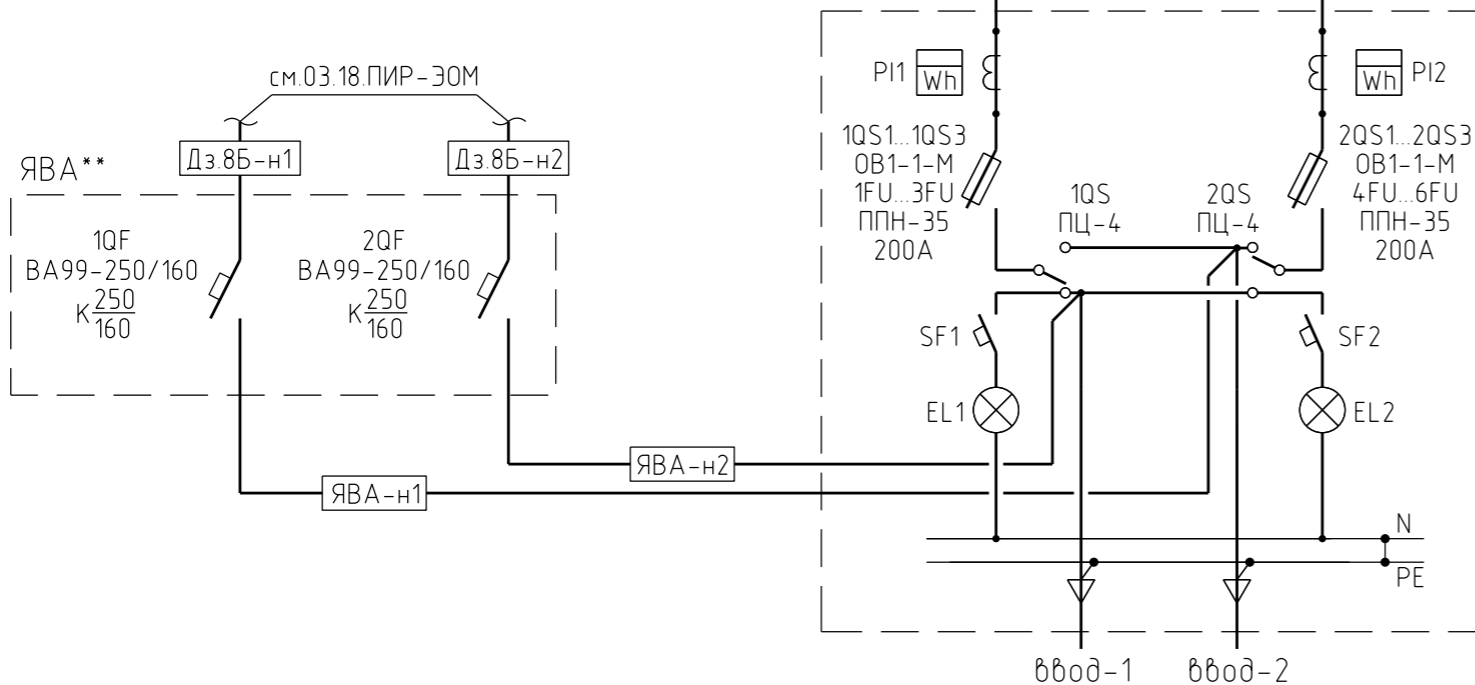 см.03.18.ПИР-ЭОМ
Дз.8Б-н1
Дз.8Б-н2
ЯВА**
1QF
ВА99-250/160
К 250
160
2QF
ВА99-250/160
К 250
160
ЯВА-н2
ЯВА-н1
PI1
Wh
Wh
PI2
1QS1...1QS3
ОВ1-1-М
1FU...3FU
ППН-35
200А
1QS
ПЦ-4
2QS
ПЦ-4
2QS1...2QS3
ОВ1-1-М
4FU...6FU
ППН-35
200А
SF1
SF2
EL1
EL2
N
PE
ввод-1
ввод-2